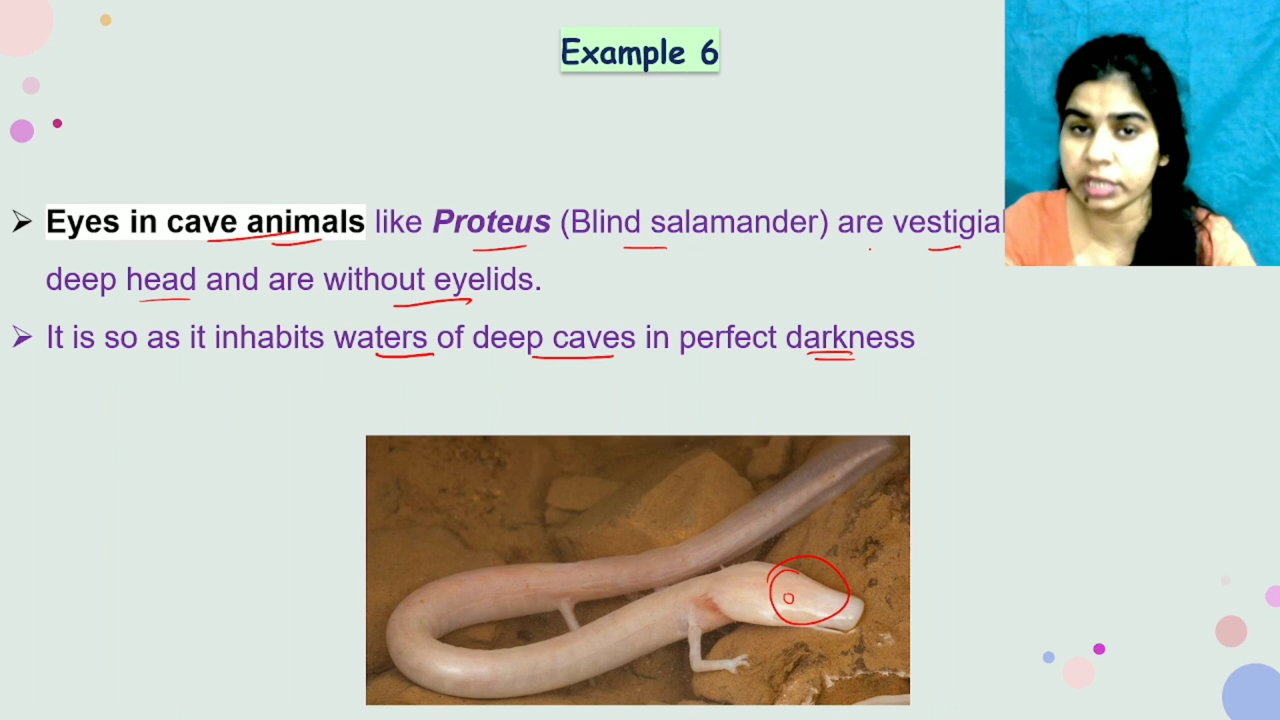 Example 6
➢ Eyes in cave animals like Proteus (Blind salamander) are vestigial
deep head and are without eyelids.
➢ It is so as it inhabits waters of deep caves in perfect darkness